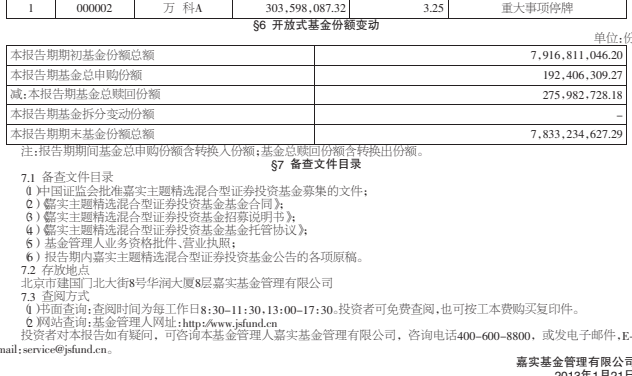 1 000002 万 科A 303,598,087.32 3.25 重大事项停牌
§6 开放式基金份额变动
单位:份
本报告期期初基金份额总额 7,916,811,046.20
本报告期基金总申购份额 192,406,309.27
减:本报告期基金总赎回份额 275,982,728.18
本报告期基金拆分变动份额 -
本报告期期末基金份额总额 7,833,234,627.29
注:报告期期间基金总申购份额含转换入份额;基金总赎回份额含转换出份额。
§7 备查文件目录
7.1 备查文件目录
(1)中国证监会批准嘉实主题精选混合型证券投资基金募集的文件;
(2)《嘉实主题精选混合型证券投资基金基金合同》;
(3)《嘉实主题精选混合型证券投资基金招募说明书》;
(4)《嘉实主题精选混合型证券投资基金基金托管协议》;
(5)基金管理人业务资格批件、营业执照;
(6)报告期内嘉实主题精选混合型证券投资基金公告的各项原稿。
7.2 存放地点
北京市建国门北大街8号华润大厦8层嘉实基金管理有限公司
7.3 查阅方式
(1)书面查询:查阅时间为每工作日8:30-11:30,13:00-17:30。投资者可免费查阅,也可按工本费购买复印件。
(2)网站查询:基金管理人网址:http://www.jsfund.cn
投资者对本报告如有疑问，可咨询本基金管理人嘉实基金管理有限公司，咨询电话400-600-8800，或发电子邮件,E-
mail:service@jsfund.cn。
嘉实基金管理有限公司
2013年1月21日